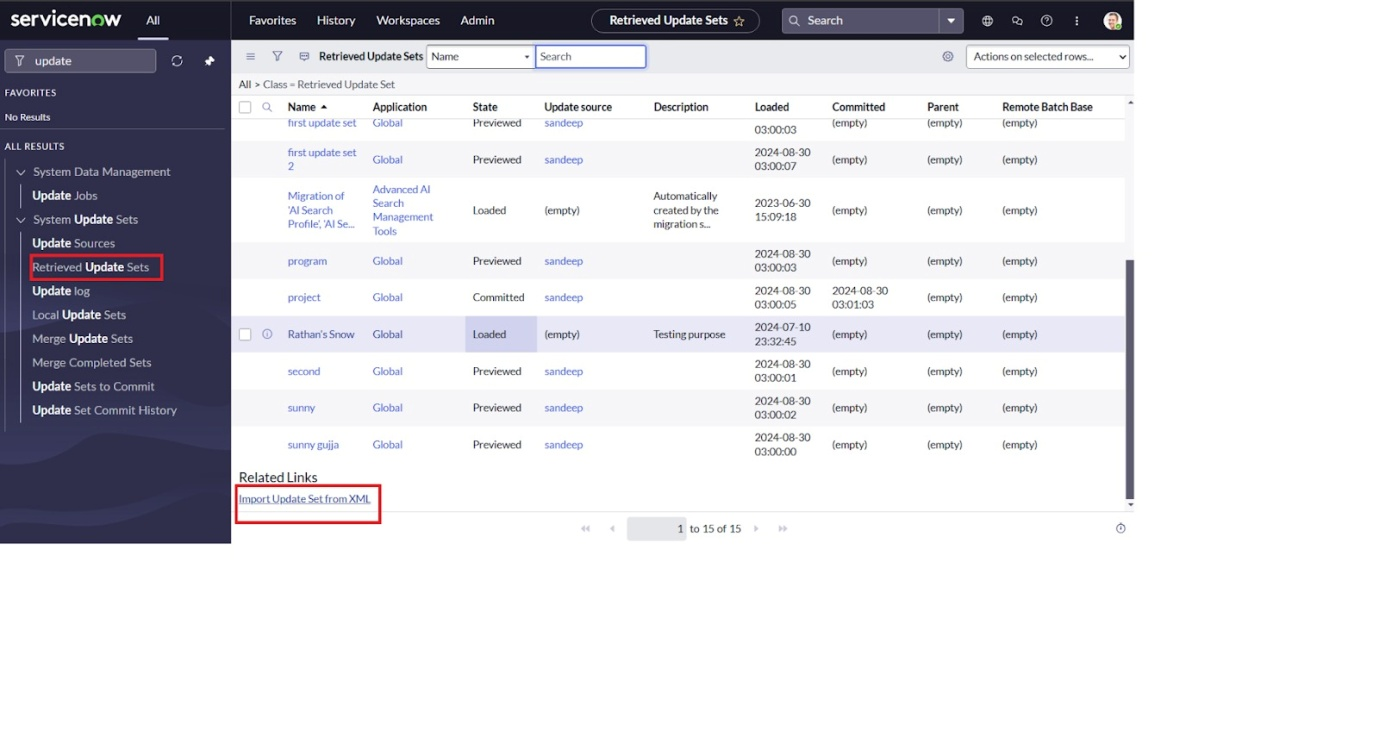 servicenow All Favorites History Workspaces Admin Retrieved Update Sets Search
update
FAVORITES
No Results
ALL RESULTS
System Data Management
Update Jobs
System Update Sets
Update Sources
Retrieved Update Sets
Update log
Local Update Sets
Merge Update Sets
Merge Completed Sets
Update Sets to Commit
Update Set Commit History
Retrieved Update Sets Name Search Actions on selected rows...
All > Class = Retrieved Update Set
Name Application State Update source Description Loaded Committed Parent Remote Batch Base
first update set Global Previewed sandeep 03:00:03 (empty) (empty) (empty)
first update set 2 Global Previewed sandeep 2024-08-30 03:00:07 (empty) (empty) (empty)
Migration of 'AI Search Profile', 'AI Se... Advanced AI Search Management Tools Loaded (empty) Automatically created by the migration s... 2023-06-30 15:09:18 (empty) (empty) (empty)
program Global Previewed sandeep 2024-08-30 03:00:03 (empty) (empty) (empty)
project Global Committed sandeep 2024-08-30 03:00:05 2024-08-30 03:01:03 (empty) (empty)
Rathan's Snow Global Loaded (empty) Testing purpose 2024-07-10 23:32:45 (empty) (empty) (empty)
second Global Previewed sandeep 2024-08-30 03:00:01 (empty) (empty) (empty)
sunny Global Previewed sandeep 2024-08-30 03:00:02 (empty) (empty) (empty)
sunny gujja Global Previewed sandeep 2024-08-30 03:00:00 (empty) (empty) (empty)
Related Links
Import Update Set from XML
1 to 15 of 15